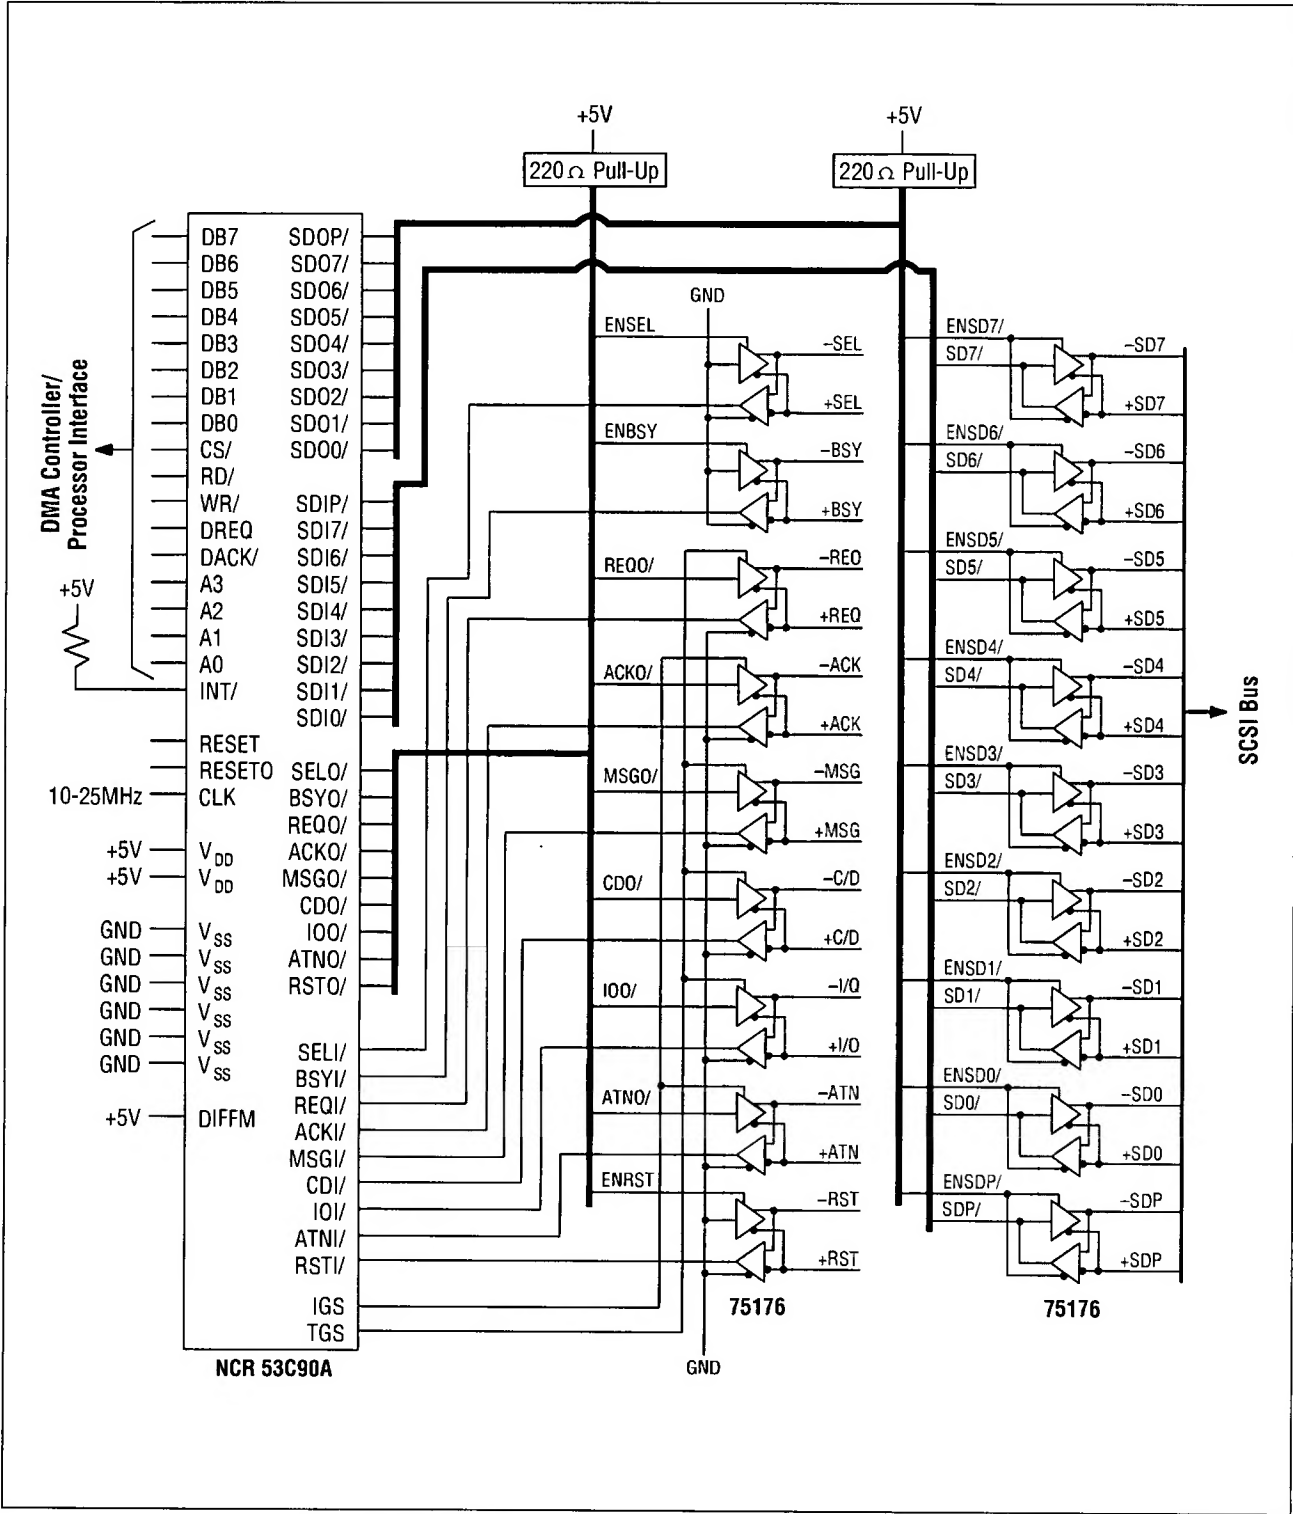 +5V
+5V
220 Ω Pull-Up
220 Ω Pull-Up
DMA Controller/
Processor Interface
+5V
10-25MHz
+5V
+5V
GND
GND
GND
GND
GND
GND
+5V
DB7
DB6
DB5
DB4
DB3
DB2
DB1
DB0
CS/
RD/
WR/
DREQ
DACK/
A3
A2
A1
A0
INT/
RESET
RESETO
CLK
VDD
VDD
VSS
VSS
VSS
VSS
VSS
VSS
DIFFM
SDOP/
SDO7/
SDO6/
SDO5/
SDO4/
SDO3/
SDO2/
SDO1/
SDO0/
SDIP/
SDI7/
SDI6/
SDI5/
SDI4/
SDI3/
SDI2/
SDI1/
SDI0/
SELO/
BSYO/
REQO/
ACKO/
MSGO/
CDO/
IOO/
ATNO/
RSTO/
SELI/
BSYI/
REQI/
ACKI/
MSGI/
CDI/
IOI/
ATNI/
RSTI/
IGS
TGS
NCR 53C90A
GND
ENSEL
–SEL
+SEL
ENBSY
–BSY
+BSY
REQO/
–REO
+REQ
ACKO/
–ACK
+ACK
MSGO/
–MSG
+MSG
CDO/
–C/D
+C/D
IOO/
–I/Q
+I/O
ATNO/
–ATN
+ATN
ENRST
–RST
+RST
75176
GND
ENSD7/
SD7/
–SD7
+SD7
ENSD6/
SD6/
–SD6
+SD6
ENSD5/
SD5/
–SD5
+SD5
ENSD4/
SD4/
–SD4
+SD4
ENSD3/
SD3/
–SD3
+SD3
ENSD2/
SD2/
–SD2
+SD2
ENSD1/
SD1/
–SD1
+SD1
ENSD0/
SD0/
–SD0
+SD0
ENSDP/
SDP/
–SDP
+SDP
75176
SCSI Bus